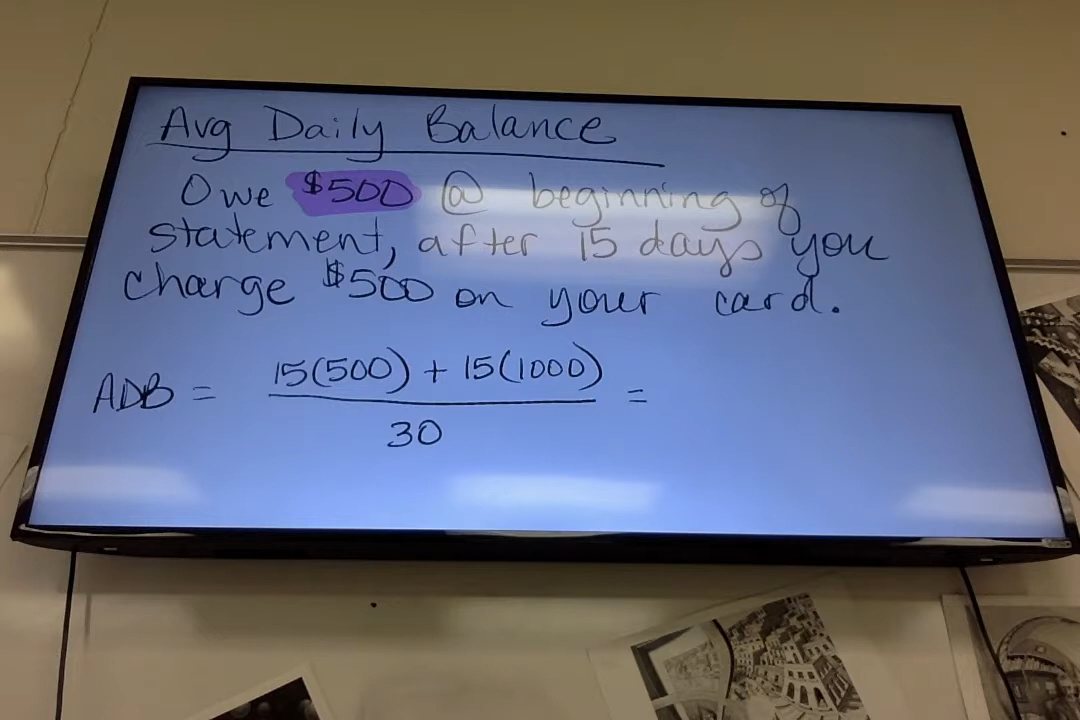 Avg Daily Balance
Owe $500 @ beginning of
statement, after 15 days you
charge $500 on your card.
ADB = 15(500) + 15(1000) =
30